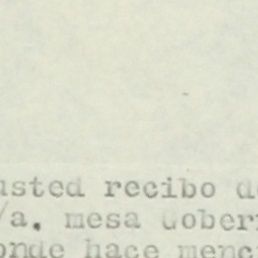 usted recibo d
/a. mesa Gober
onde hace menc